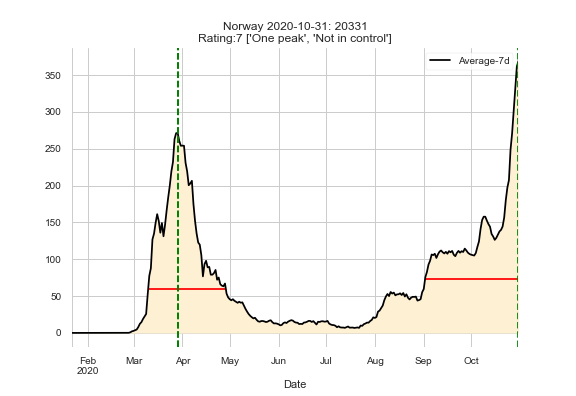 Norway 2020-10-31: 20331
Rating:7 ['One peak', 'Not in control']
Average-7d
350
300
250
200
150
100
50
0
Feb Mar Apr May Jun Jul Aug Sep Oct
2020
Date